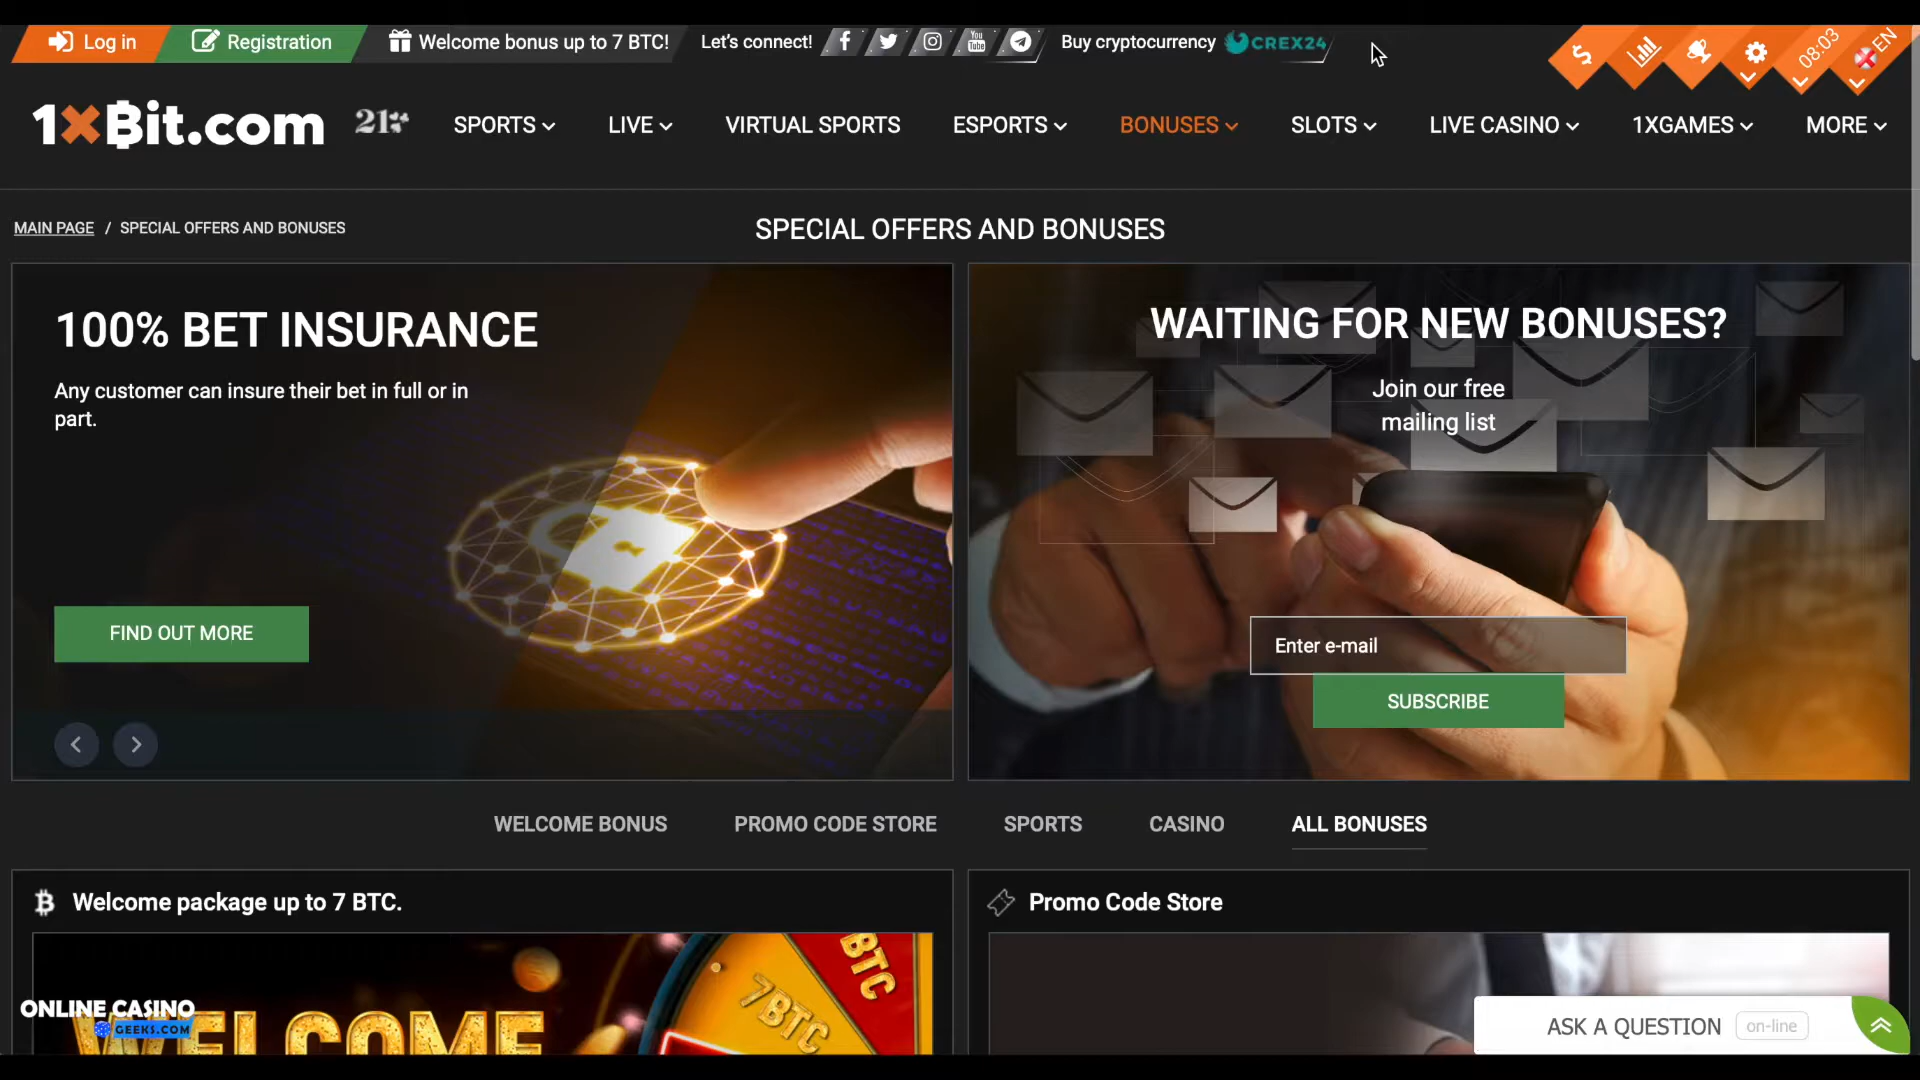 Log in
Registration
Welcome bonus up to 7 BTC!
Let's connect!
You
Tube
Buy cryptocurrency
CREX24
$
08:03
EN
1xBit.com
21
SPORTS
LIVE
VIRTUAL SPORTS
ESPORTS
BONUSES
SLOTS
LIVE CASINO
1XGAMES
MORE
MAIN PAGE / SPECIAL OFFERS AND BONUSES
SPECIAL OFFERS AND BONUSES
100% BET INSURANCE
Any customer can insure their bet in full or in
part.
FIND OUT MORE
WAITING FOR NEW BONUSES?
Join our free
mailing list
Enter e-mail
SUBSCRIBE
WELCOME BONUS
PROMO CODE STORE
SPORTS
CASINO
ALL BONUSES
Welcome package up to 7 BTC.
Promo Code Store
WELCOME
BTC
7BTC
ONLINE CASINO
GEEKS.COM
ASK A QUESTION
on-line